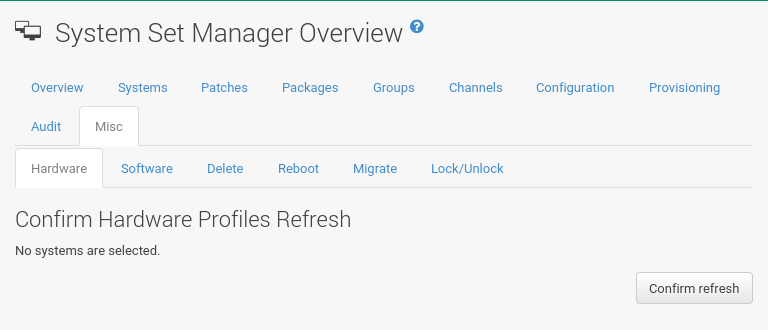 System Set Manager Overview ?
Overview Systems Patches Packages Groups Channels Configuration Provisioning
Audit Misc
Hardware Software Delete Reboot Migrate Lock/Unlock
Confirm Hardware Profiles Refresh
No systems are selected.
Confirm refresh